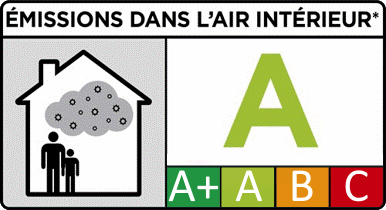 ÉMISSIONS DANS L'AIR INTÉRIEUR*
A
A+ A B C